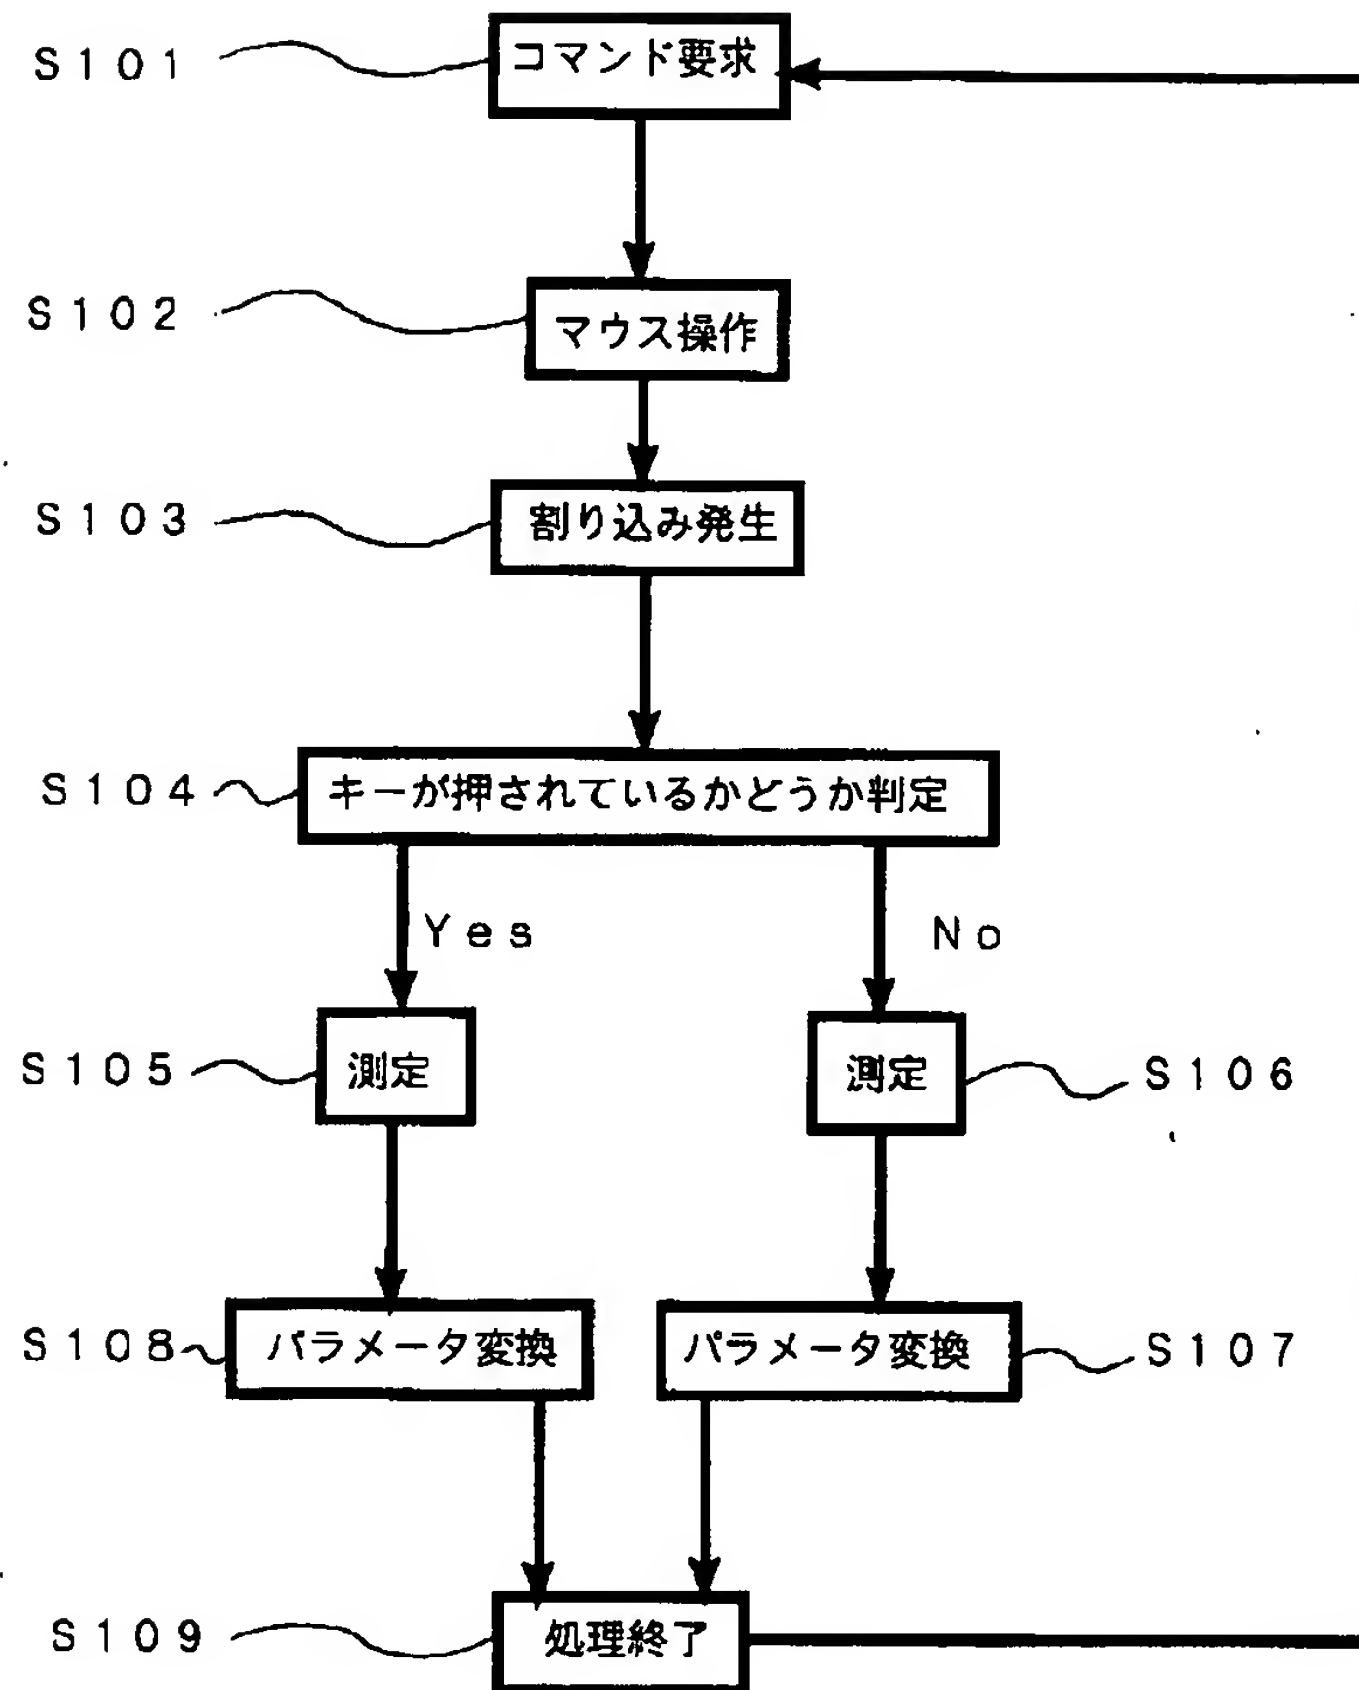 S101
コマンド要求
S102
マウス操作
S103
割り込み発生
S104
キーが押されているかどうか判定
Yes
No
S105
測定
測定
S106
S108
パラメータ変換
パラメータ変換
S107
S109
処理終了